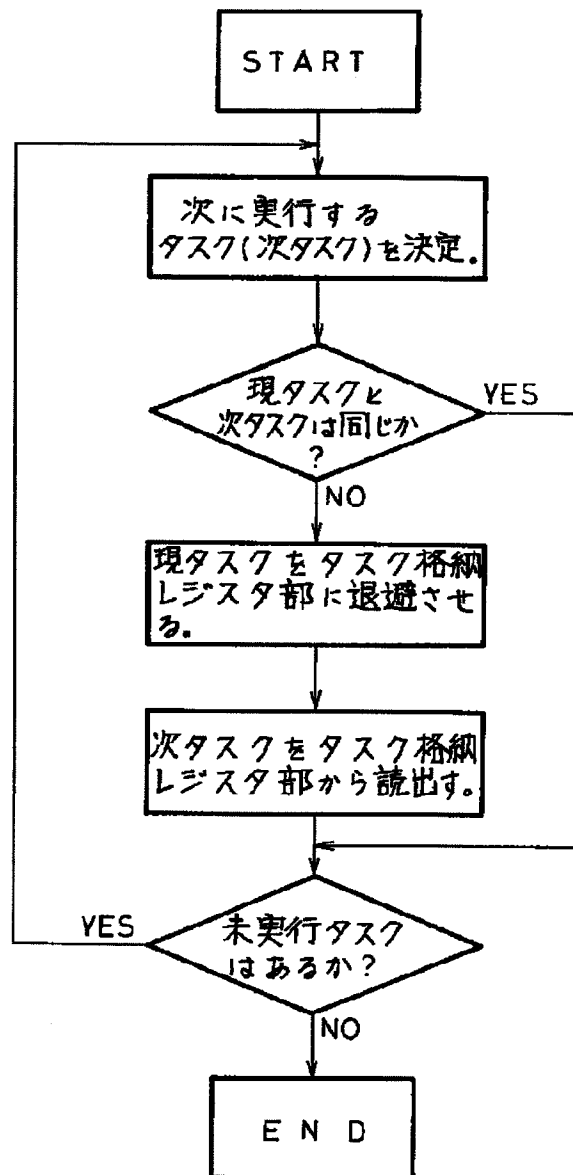 START
次に実行する
タスク(次タスク)を決定.
現タスクと
次タスクは同じか
?
YES
NO
現タスクをタスク格納
レジスタ部に退避させ
る.
次タスクをタスク格納
レジスタ部から読出す。
未実行タスク
はあるか?
YES
NO
END